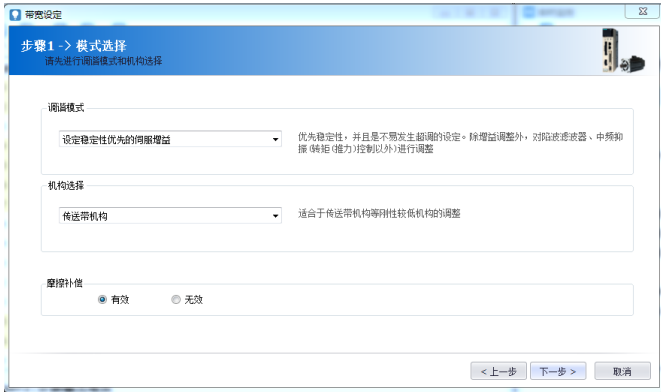 带宽设定
步骤1 -> 模式选择
请先进行调谐模式和机构选择
调谐模式
设定稳定性优先的伺服增益
优先稳定性，并且是不易发生超调的设定。除增益调整外，对陷波滤波器、中频抑
振(转矩(推力)控制以外)进行调整
机构选择
传送带机构
适合于传送带机构等刚性较低机构的调整
摩擦补偿
有效
无效
< 上一步
下一步 >
取消